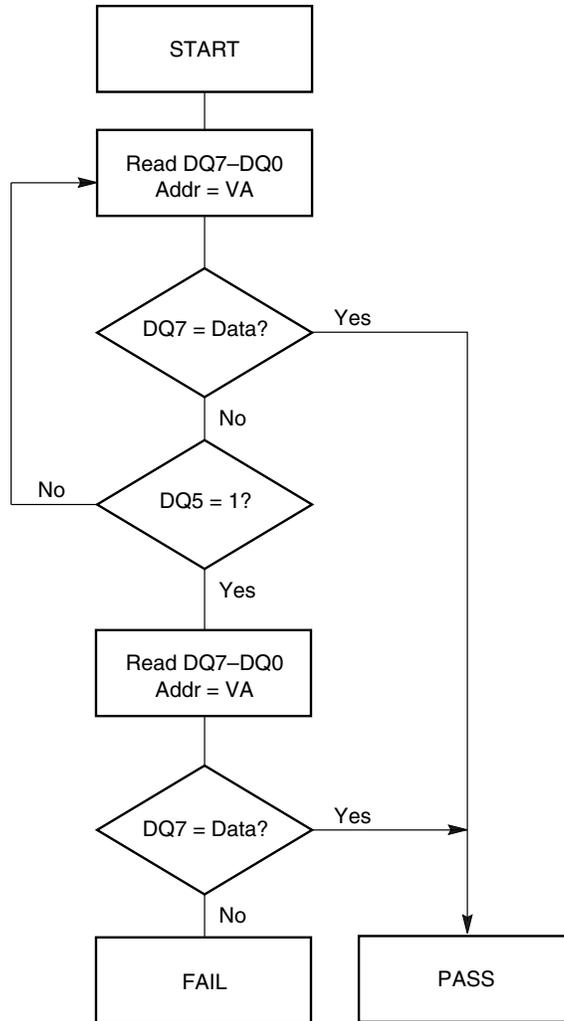 START
Read DQ7–DQ0
Addr = VA
DQ7 = Data?
Yes
No
DQ5 = 1?
No
Yes
Read DQ7–DQ0
Addr = VA
DQ7 = Data?
Yes
No
FAIL
PASS